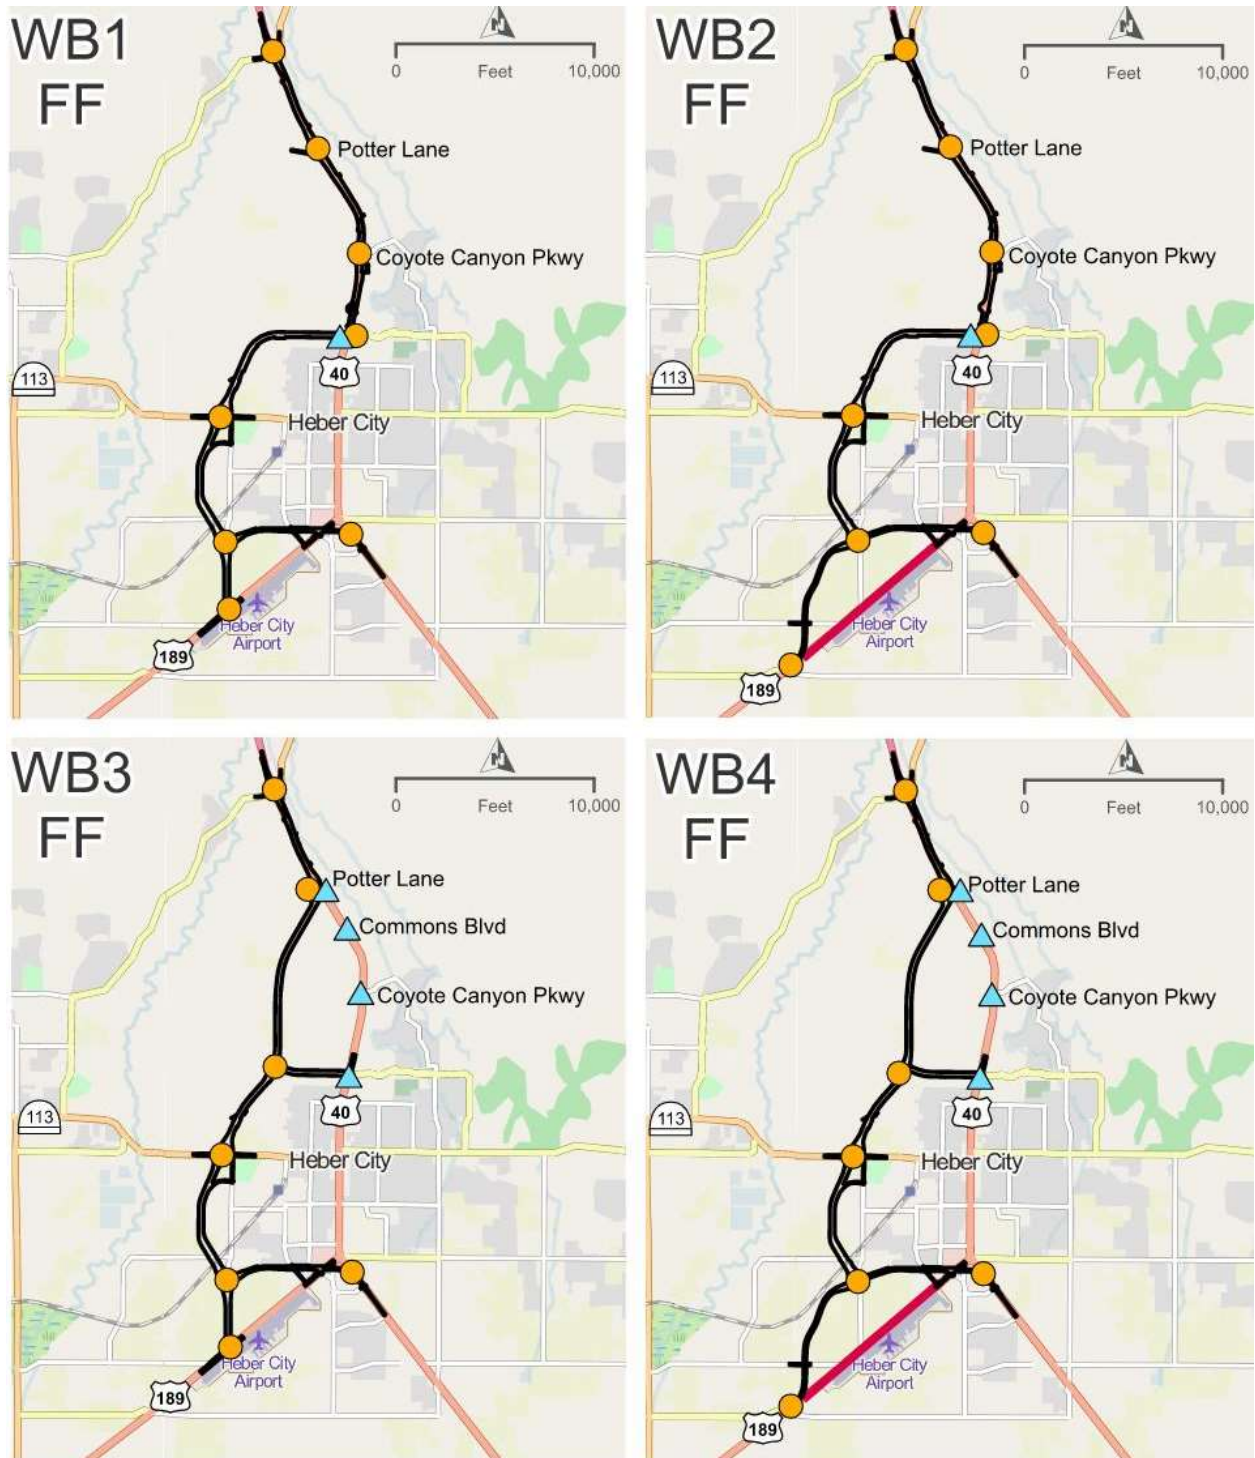 WB1
FF
N
0
Feet
10,000
Potter Lane
Coyote Canyon Pkwy
40
113
Heber City
Heber City
Airport
189
WB2
FF
N
0
Feet
10,000
Potter Lane
Coyote Canyon Pkwy
40
113
Heber City
Heber City
Airport
189
WB3
FF
N
0
Feet
10,000
Potter Lane
Commons Blvd
Coyote Canyon Pkwy
40
113
Heber City
Heber City
Airport
189
WB4
FF
N
0
Feet
10,000
Potter Lane
Commons Blvd
Coyote Canyon Pkwy
40
113
Heber City
Heber City
Airport
189